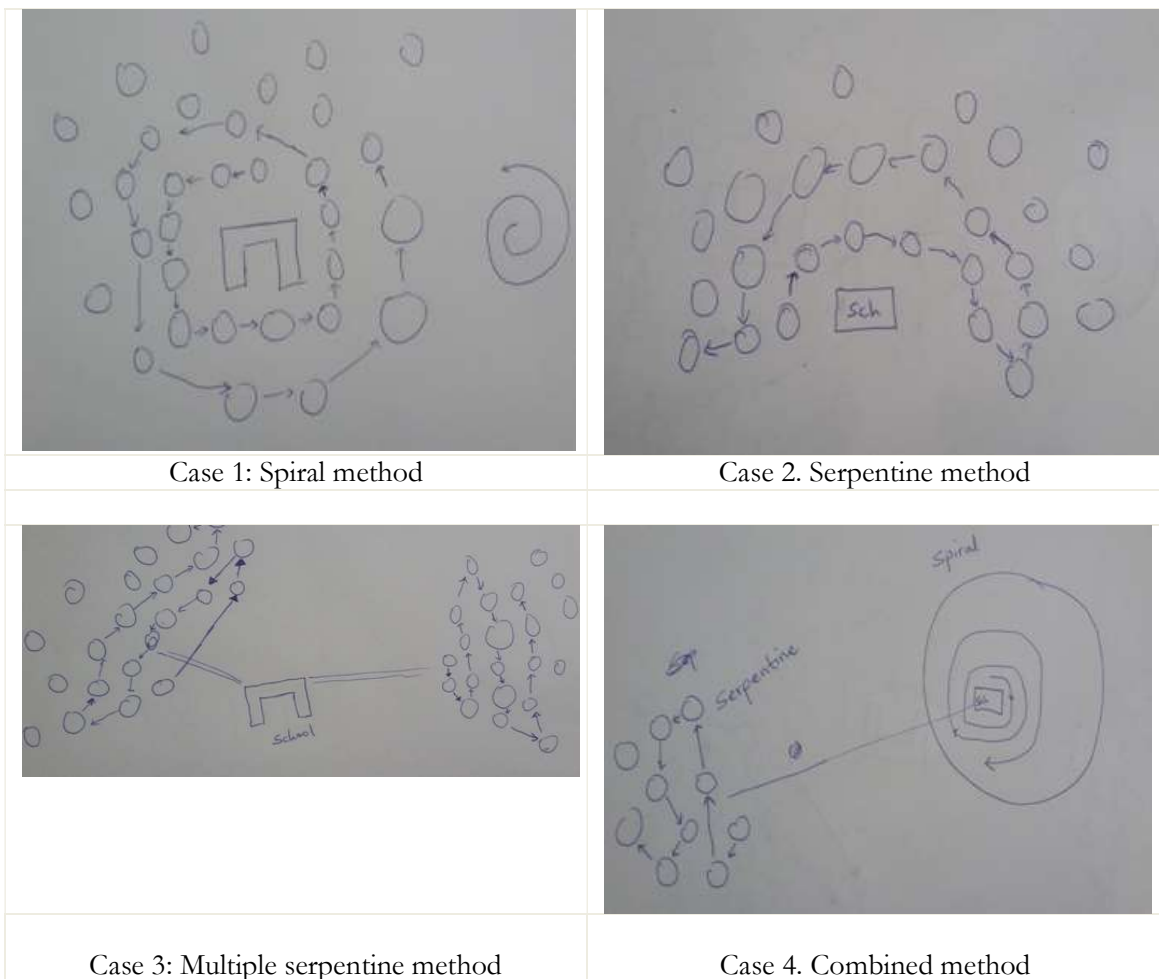 Sch
Case 1: Spiral method
Case 2. Serpentine method
School
Spiral
Serpentine
Sch
Case 3: Multiple serpentine method
Case 4. Combined method